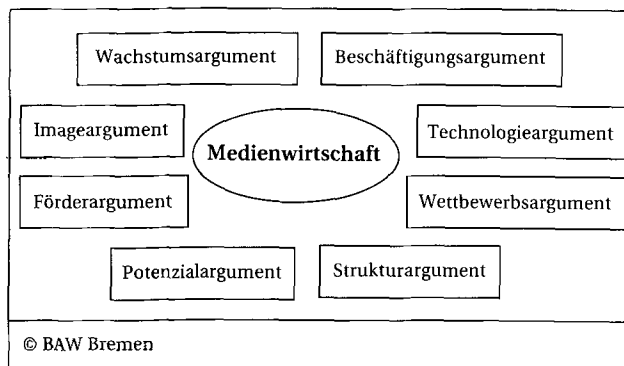 Wachstumsargument
Beschäftigungsargument
Imageargument
Medienwirtschaft
Technologieargument
Förderargument
Wettbewerbsargument
Potenzialargument
Strukturargument
© BAW Bremen